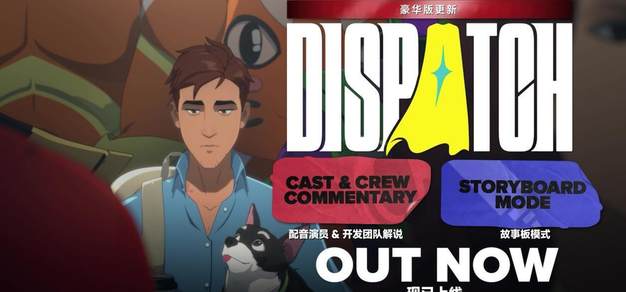 豪华版更新
DISPATCH
CAST & CREW
COMMENTARY
STORYBOARD
MODE
配音演员 & 开发团队解说
故事板模式
OUT NOW
现已上线